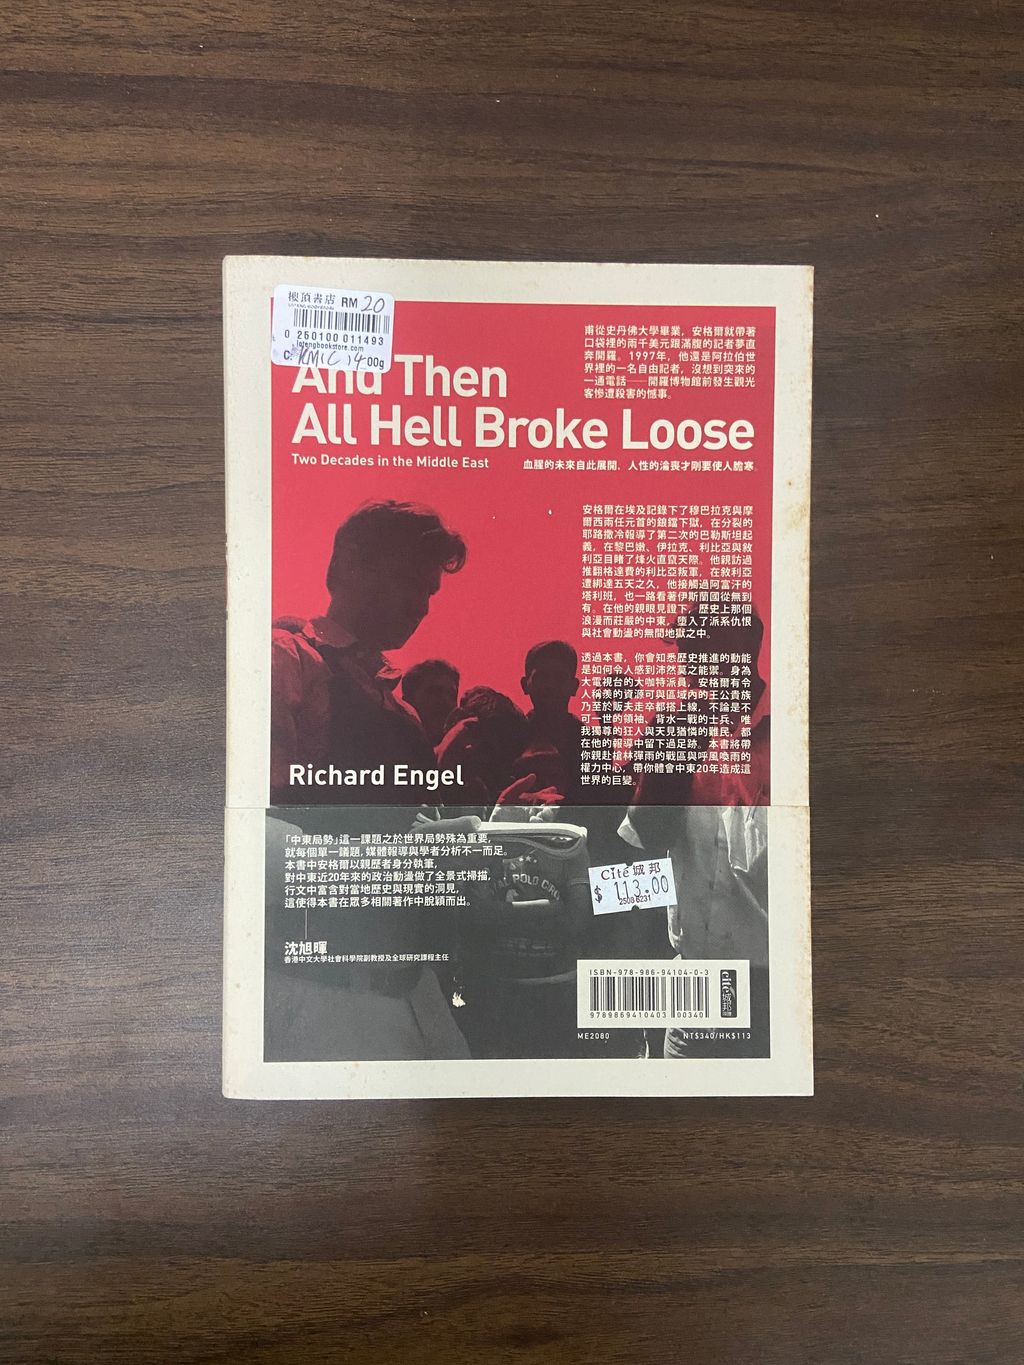 樓頂書店 RM 20
LOTENG BOOKSTORE
0 250100 011493
lotengbookstore.com
00g
And Then
All Hell Broke Loose
Two Decades in the Middle East
甫從史丹佛大學畢業，安格爾就帶著
口袋裡的兩千美元跟滿腹的記者夢直
奔開羅。1997年，他還是阿拉伯世
界裡的一名自由記者，沒想到突來的
一通電話——開羅博物館前發生觀光
客慘遭殺害的憾事。
血腥的未來自此展開，人性的淪喪才剛要使人膽寒。
安格爾在埃及記錄下了穆巴拉克與摩
爾西兩任元首的鋃鐺下獄，在分裂的
耶路撒冷報導了第二次的巴勒斯坦起
義，在黎巴嫩、伊拉克、利比亞與敘
利亞目睹了烽火直竄天際。他親訪過
推翻格達費的利比亞叛軍，在敘利亞
遭綁達五天之久，他接觸過阿富汗的
塔利班，也一路看著伊斯蘭國從無到
有。在他的親眼見證下，歷史上那個
浪漫而莊嚴的中東，墮入了派系仇恨
與社會動盪的無間地獄之中。
透過本書，你會知悉歷史推進的動能
是如何令人感到沛然莫之能禦。身為
大電視台的大咖特派員，安格爾有令
人稱羨的資源可與區域內的王公貴族
乃至於販夫走卒都搭上線，不論是不
可一世的領袖、背水一戰的士兵、唯
我獨尊的狂人與天見猶憐的難民，都
在他的報導中留下過足跡。本書將帶
你親赴槍林彈雨的戰區與呼風喚雨的
權力中心，帶你體會中東20年造成這
世界的巨變。
Richard Engel
「中東局勢」這一課題之於世界局勢殊為重要，
就每個單一議題，媒體報導與學者分析不一而足。
本書中安格爾以親歷者身分執筆，
對中東近20年來的政治動盪做了全景式掃描，
行文中富含對當地歷史與現實的洞見，
這使得本書在眾多相關著作中脫穎而出。
沈旭暉
香港中文大學社會科學院副教授及全球研究課程主任
POLO
Cité 城邦
$ 113.00
2508 6231
ISBN-978-986-94104-0-3
9789869410403 00340
cité 城邦
ME2080
NT$340/HK$113